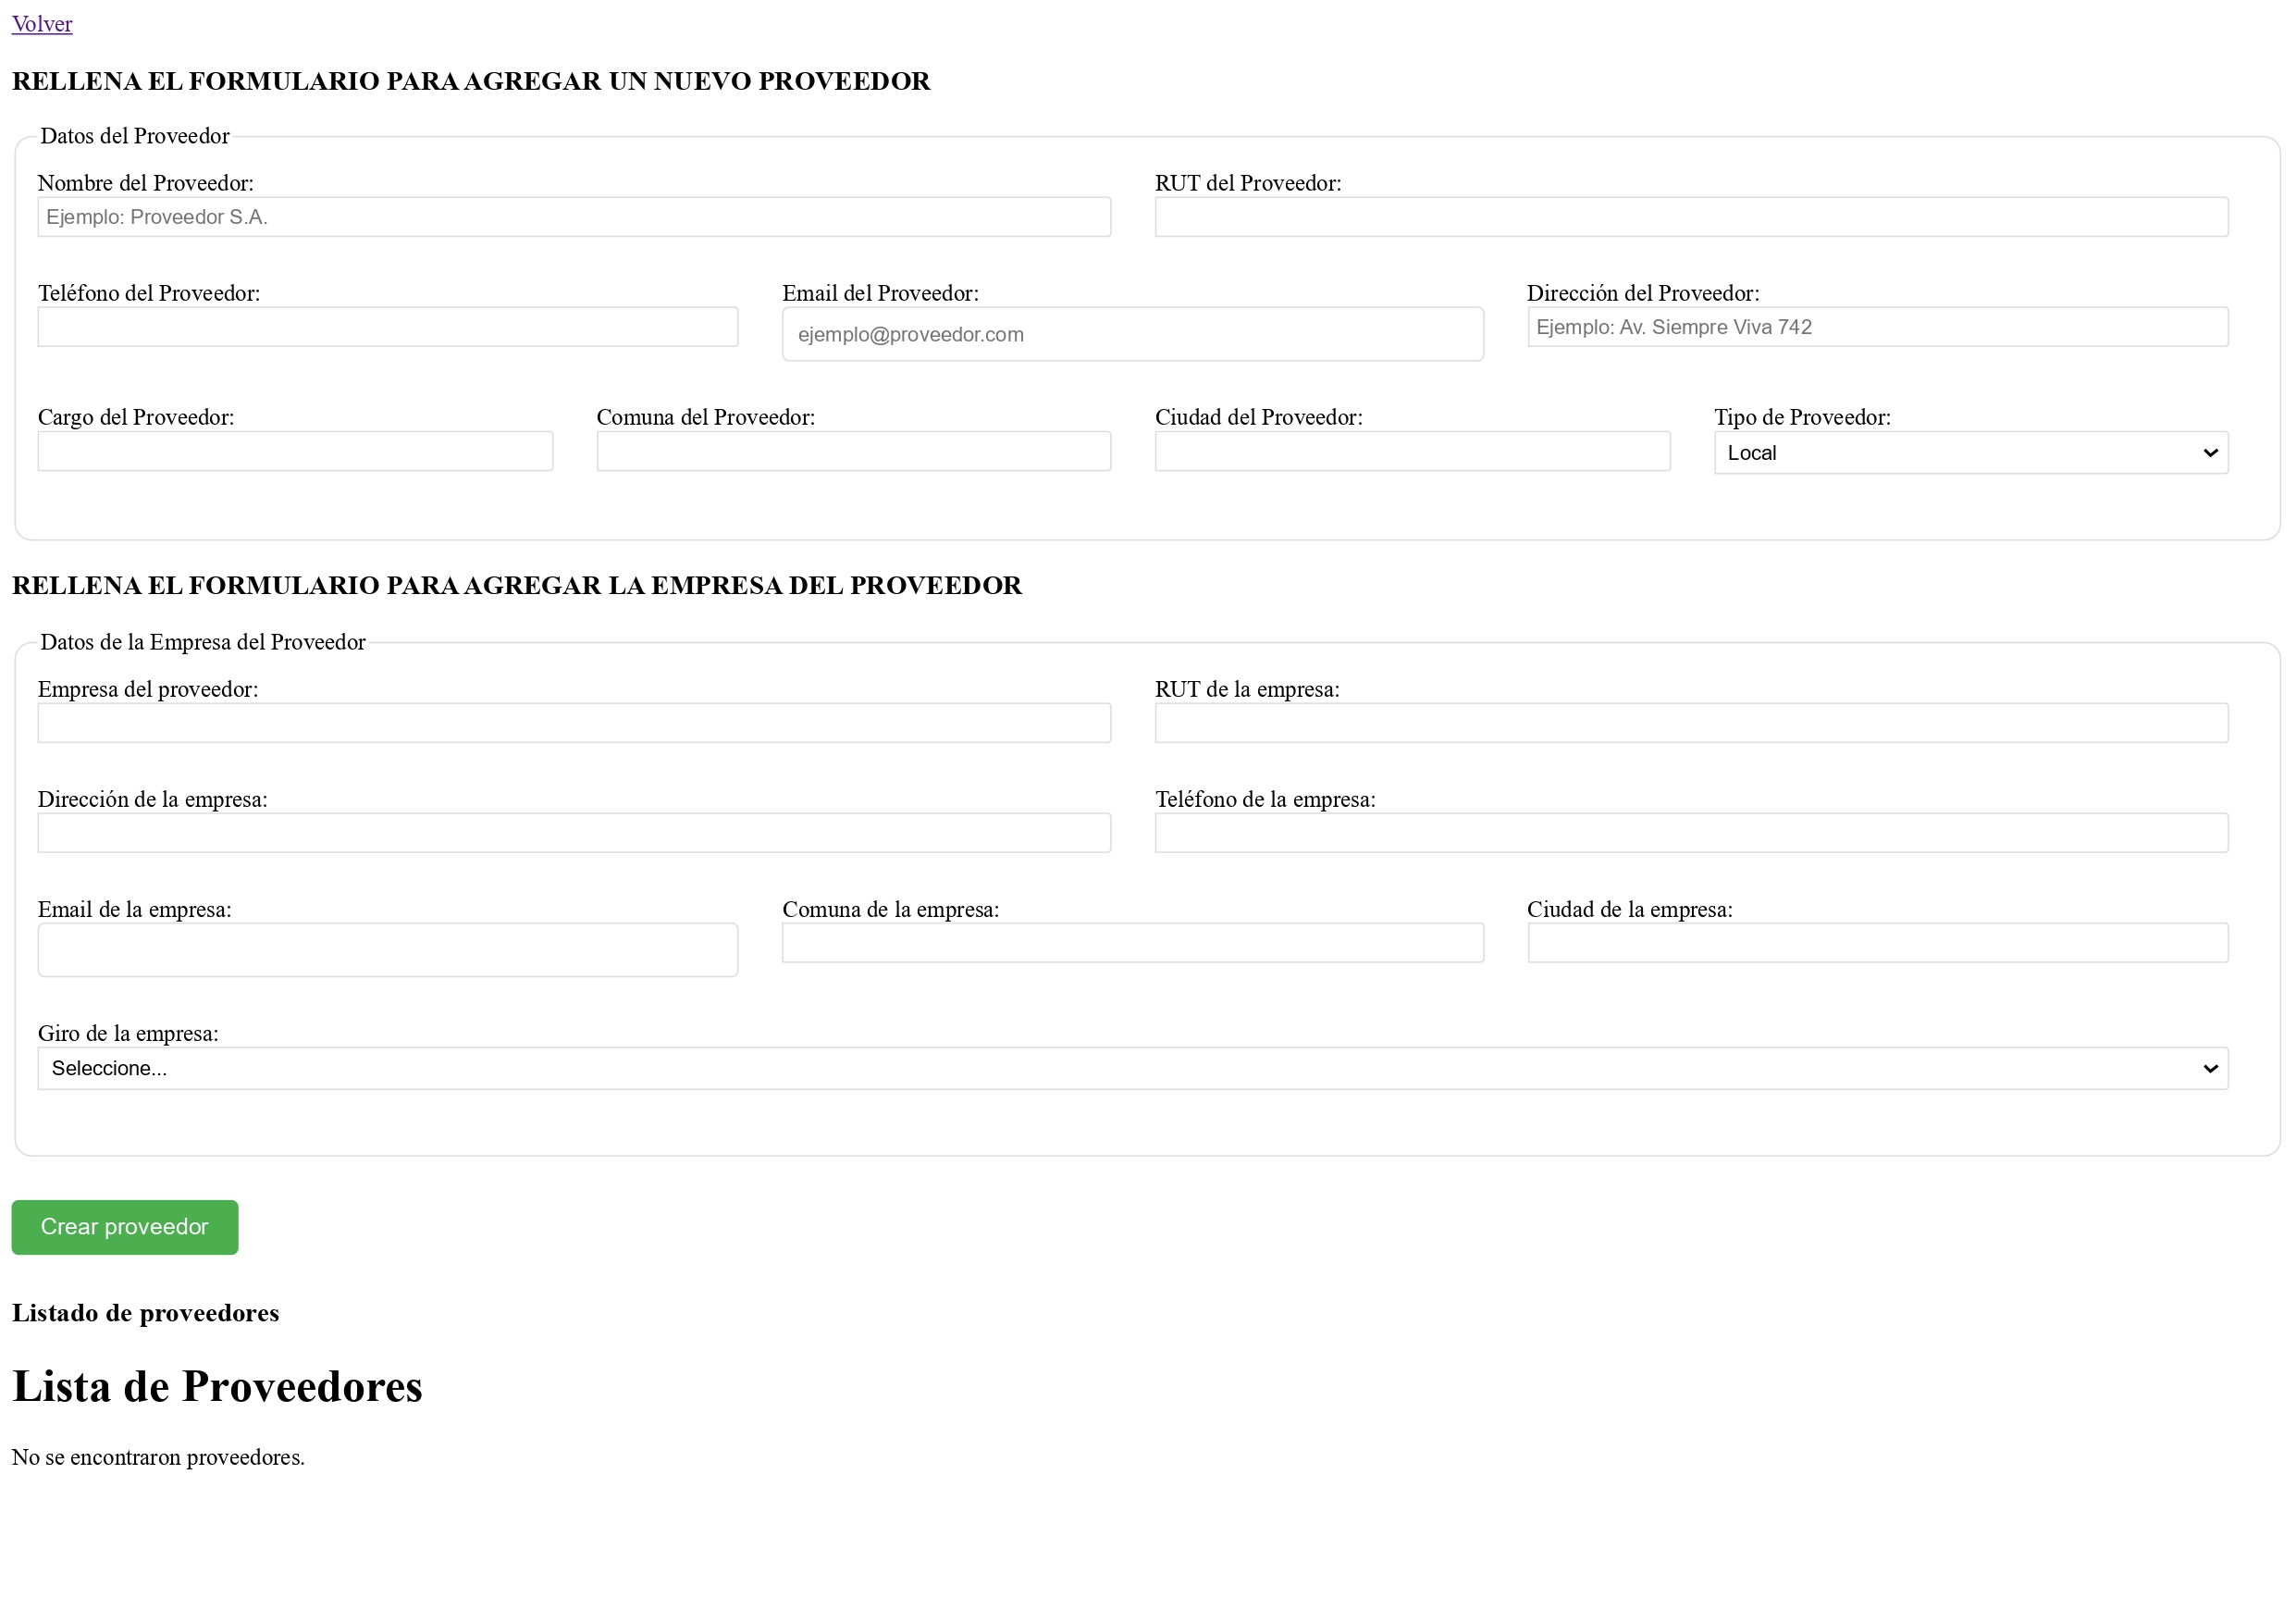 Volver
RELLENA EL FORMULARIO PARA AGREGAR UN NUEVO PROVEEDOR
Datos del Proveedor
Nombre del Proveedor:
RUT del Proveedor:
Ejemplo: Proveedor S.A.
Teléfono del Proveedor:
Email del Proveedor:
Dirección del Proveedor:
ejemplo@proveedor.com
Ejemplo: Av. Siempre Viva 742
Cargo del Proveedor:
Comuna del Proveedor:
Ciudad del Proveedor:
Tipo de Proveedor:
Local
RELLENA EL FORMULARIO PARA AGREGAR LA EMPRESA DEL PROVEEDOR
Datos de la Empresa del Proveedor
Empresa del proveedor:
RUT de la empresa:
Dirección de la empresa:
Teléfono de la empresa:
Email de la empresa:
Comuna de la empresa:
Ciudad de la empresa:
Giro de la empresa:
Seleccione...
Crear proveedor
Listado de proveedores
Lista de Proveedores
No se encontraron proveedores.